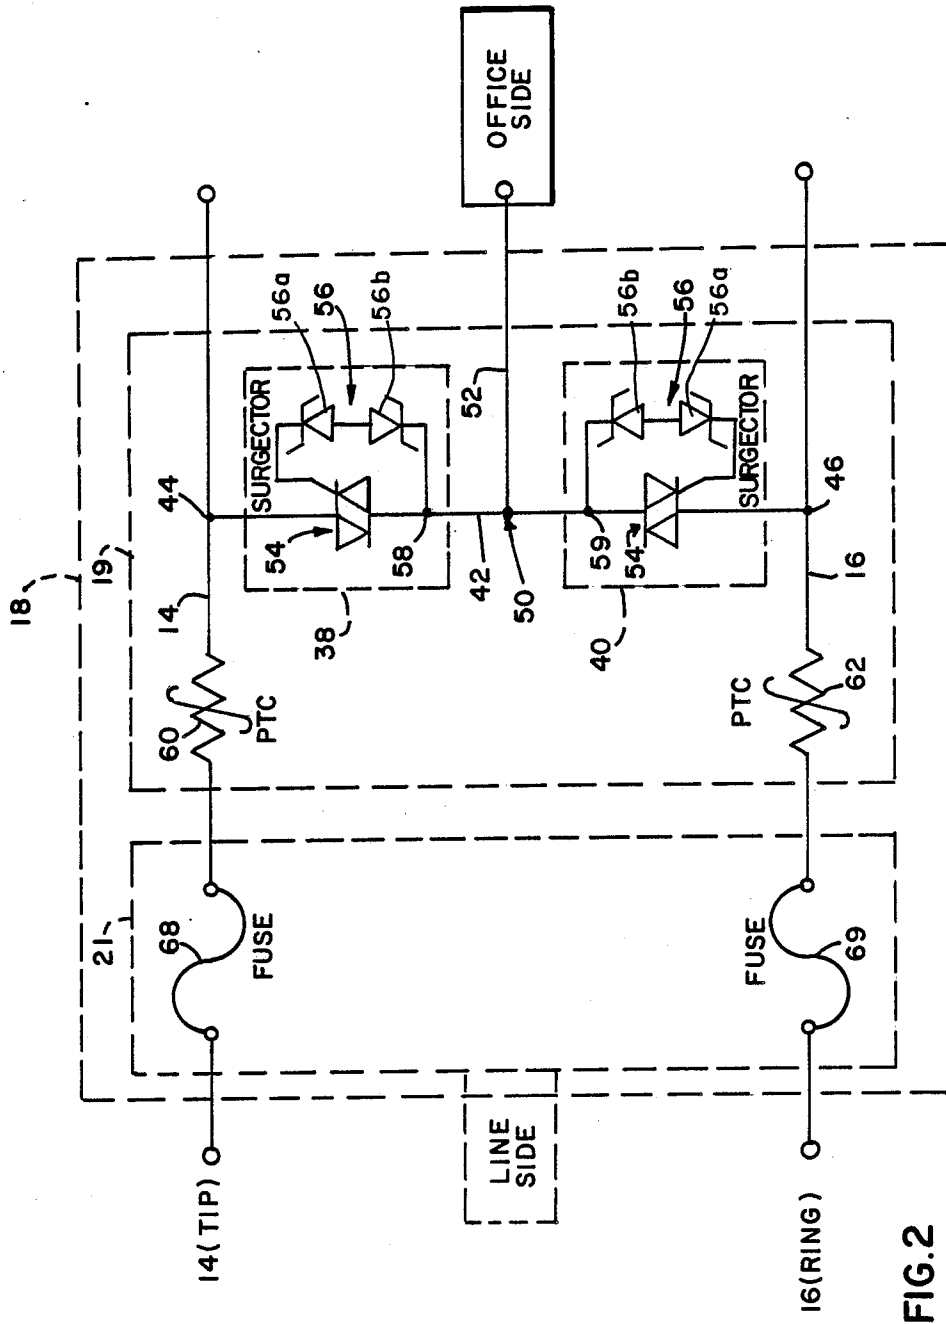 18
19
44
14
60
PTC
SURGECTOR
56a
56
56b
54
58
38
42
50
52
OFFICE
SIDE
59
54
40
56b
56
56a
SURGECTOR
46
16
PTC
62
21
68
FUSE
FUSE
69
LINE
SIDE
14(TIP)
16(RING)
FIG.2